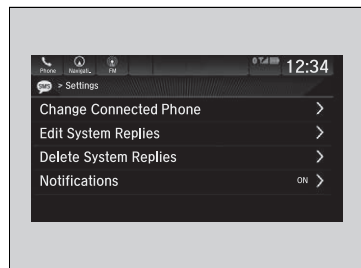 Phone Navigati.. FM 12:34
SMS > Settings
Change Connected Phone
Edit System Replies
Delete System Replies
Notifications ON